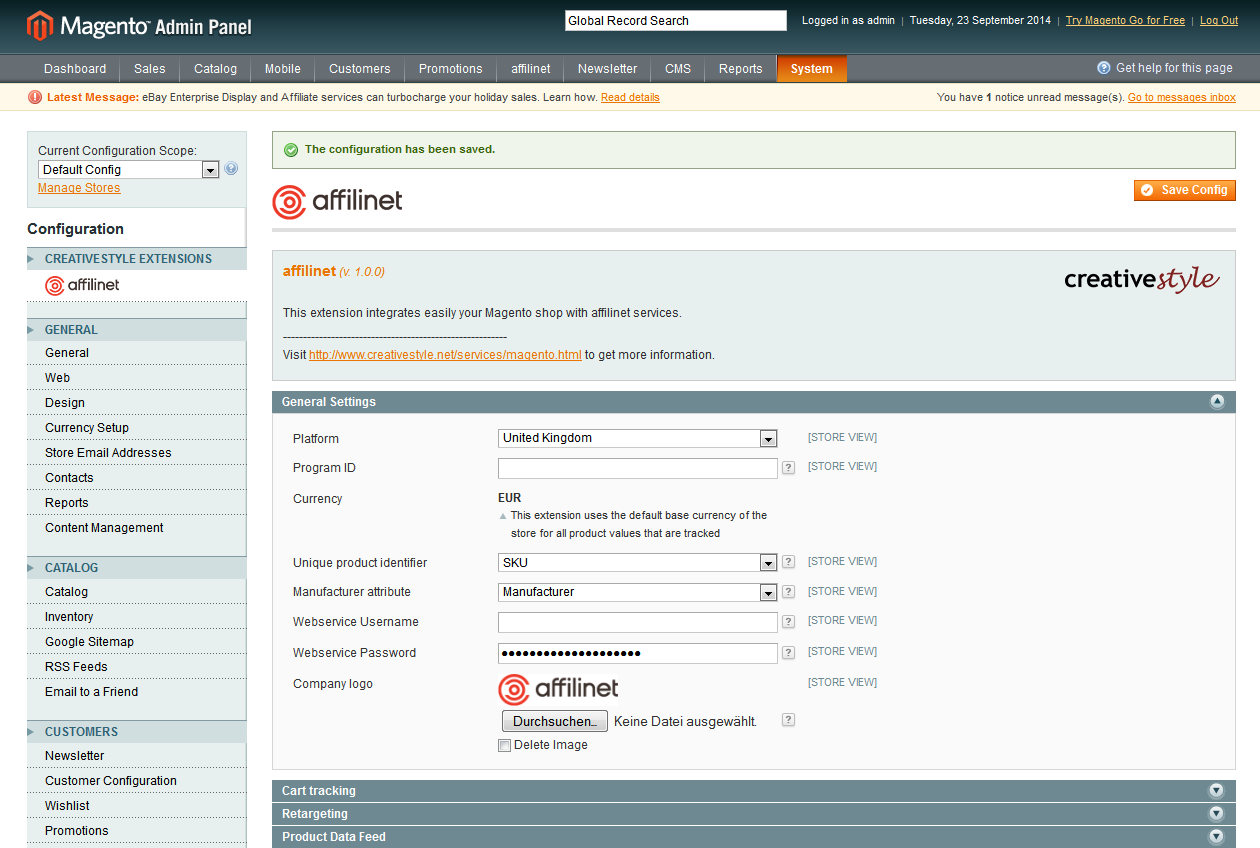 Magento™ Admin Panel
Global Record Search
Logged in as admin | Tuesday, 23 September 2014 | Try Magento Go for Free | Log Out
Dashboard Sales Catalog Mobile Customers Promotions affilinet Newsletter CMS Reports System
Get help for this page
Latest Message: eBay Enterprise Display and Affiliate services can turbocharge your holiday sales. Learn how. Read details
You have 1 notice unread message(s). Go to messages inbox
Current Configuration Scope:
Default Config
Manage Stores
Configuration
CREATIVESTYLE EXTENSIONS
affilinet
GENERAL
General
Web
Design
Currency Setup
Store Email Addresses
Contacts
Reports
Content Management
CATALOG
Catalog
Inventory
Google Sitemap
RSS Feeds
Email to a Friend
CUSTOMERS
Newsletter
Customer Configuration
Wishlist
Promotions
The configuration has been saved.
affilinet
Save Config
affilinet (v. 1.0.0)
creativestyle
This extension integrates easily your Magento shop with affilinet services.
--------------------------------------------------------
Visit http://www.creativestyle.net/services/magento.html to get more information.
General Settings
Platform United Kingdom [STORE VIEW]
Program ID ? [STORE VIEW]
Currency EUR
This extension uses the default base currency of the
store for all product values that are tracked
Unique product identifier SKU ? [STORE VIEW]
Manufacturer attribute Manufacturer ? [STORE VIEW]
Webservice Username ? [STORE VIEW]
Webservice Password •••••••••••••••••••• ? [STORE VIEW]
Company logo affilinet [STORE VIEW]
Durchsuchen... Keine Datei ausgewählt. ?
Delete Image
Cart tracking
Retargeting
Product Data Feed